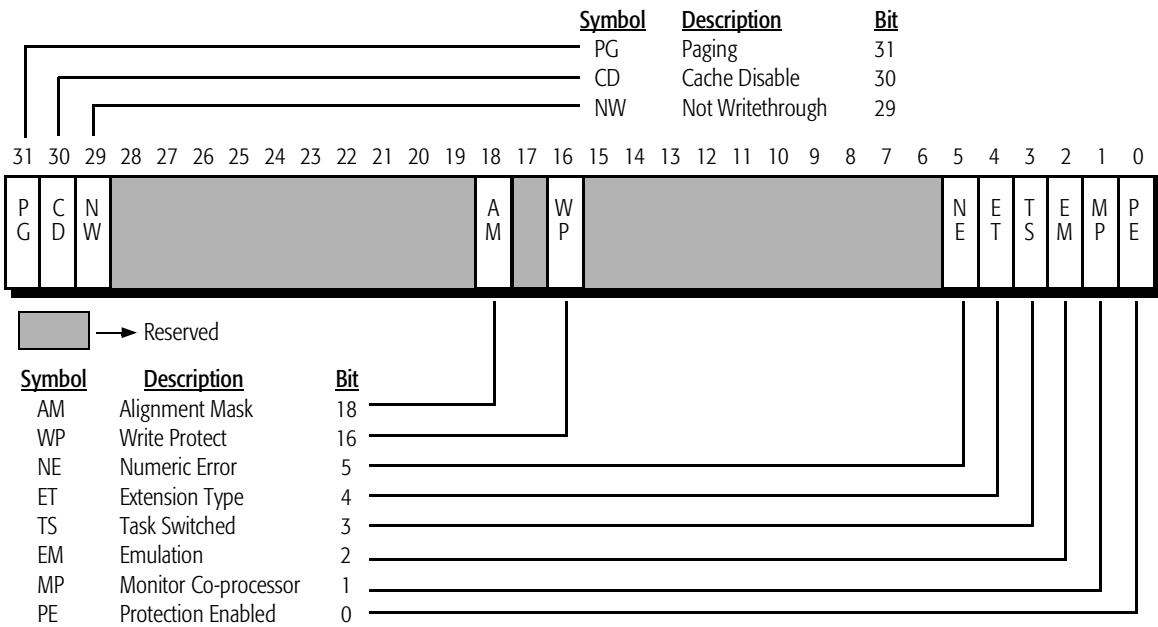 Symbol Description Bit
PG Paging 31
CD Cache Disable 30
NW Not Writethrough 29
31 30 29 28 27 26 25 24 23 22 21 20 19 18 17 16 15 14 13 12 11 10 9 8 7 6 5 4 3 2 1 0
P C N A W N E T E M P
G D W M P E T S M P E
Reserved
Symbol Description Bit
AM Alignment Mask 18
WP Write Protect 16
NE Numeric Error 5
ET Extension Type 4
TS Task Switched 3
EM Emulation 2
MP Monitor Co-processor 1
PE Protection Enabled 0